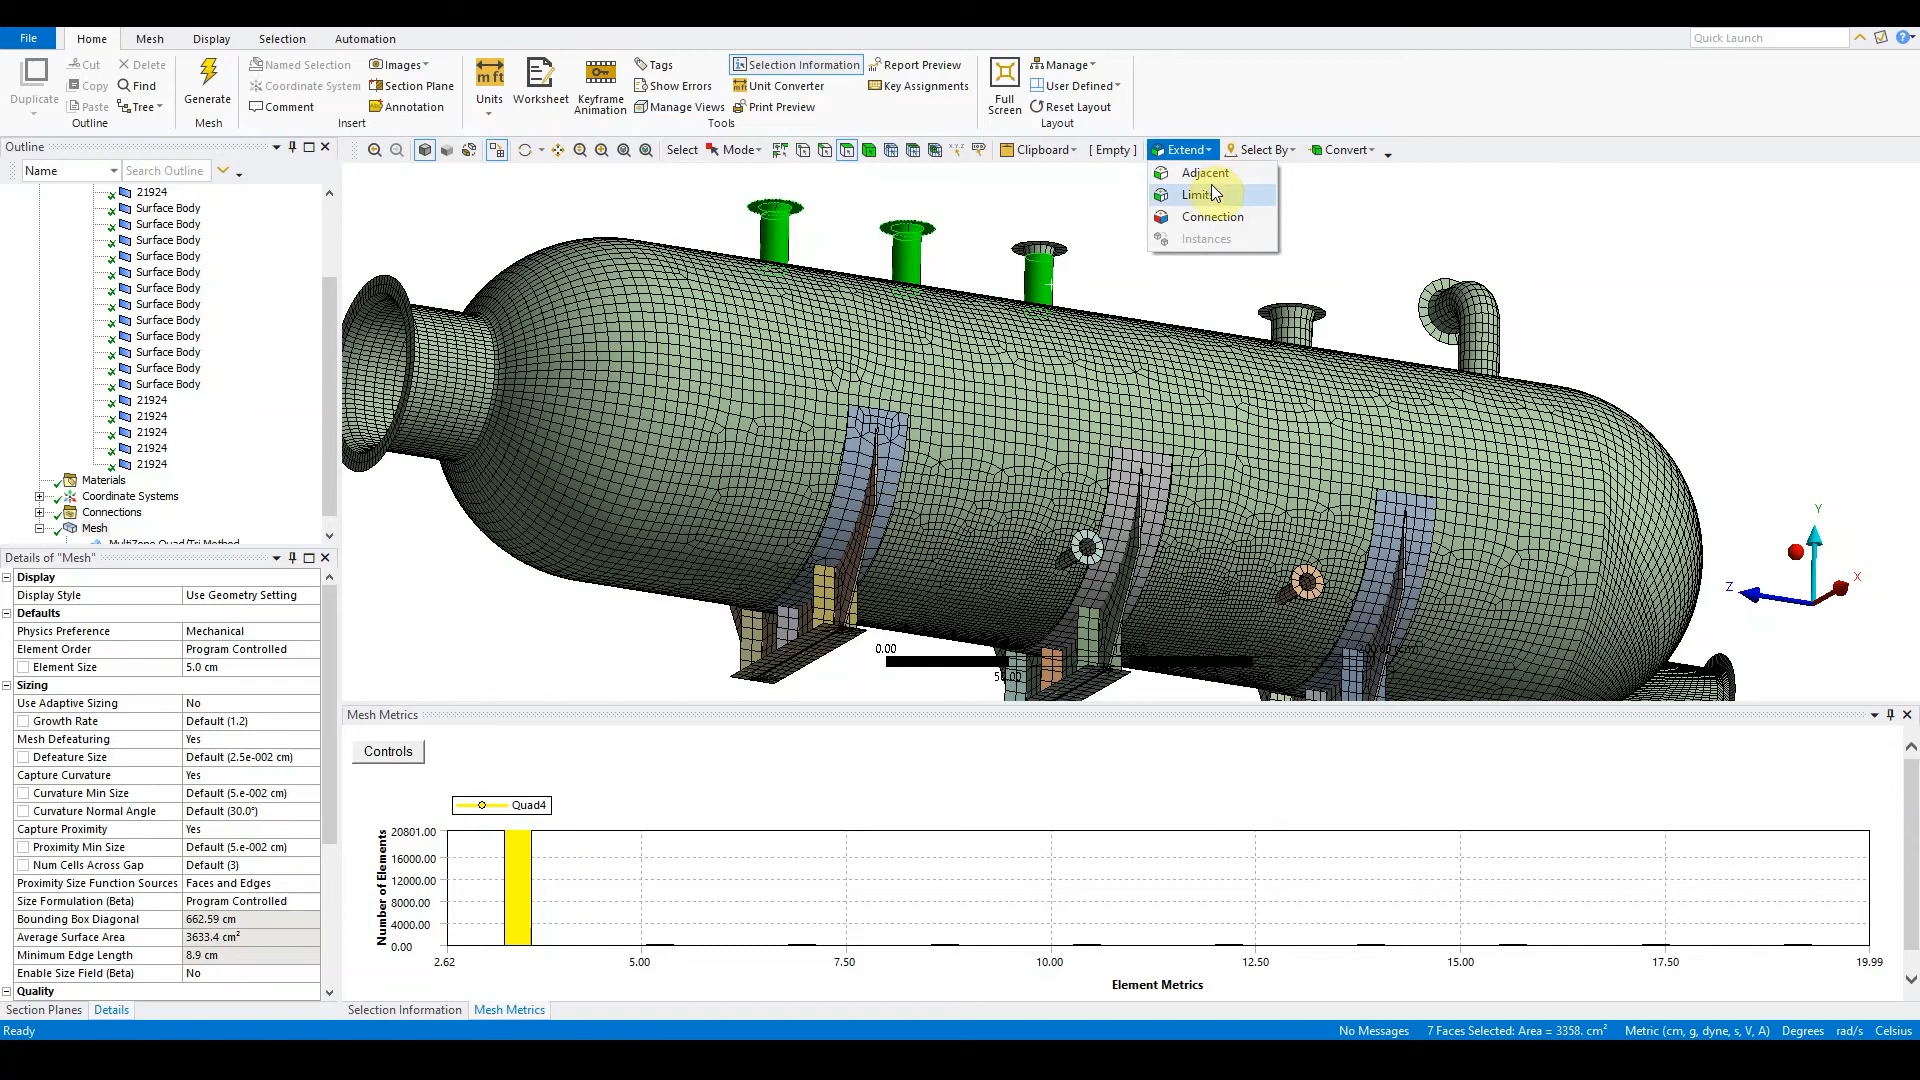 File
Home
Mesh
Display
Selection
Automation
Quick Launch
Duplicate
Cut
Copy
Paste
Delete
Find
Tree
Outline
Generate
Mesh
Named Selection
Coordinate System
Comment
Images
Section Plane
Annotation
Insert
Units
Worksheet
Keyframe
Animation
Tags
Show Errors
Manage Views
Selection Information
Unit Converter
Print Preview
Report Preview
Key Assignments
Tools
Full
Screen
Manage
User Defined
Reset Layout
Layout
Outline
Select
Mode
Clipboard
[ Empty ]
Extend
Select By
Convert
Adjacent
Connection
Instances
Name
Search Outline
21924
Surface Body
Surface Body
Surface Body
Surface Body
Surface Body
Surface Body
Surface Body
Surface Body
Surface Body
Surface Body
Surface Body
Surface Body
21924
21924
21924
21924
21924
Materials
Coordinate Systems
Connections
Mesh
MultiZone Quad/Tri Method
Details of "Mesh"
Display
Display Style Use Geometry Setting
Defaults
Physics Preference Mechanical
Element Order Program Controlled
Element Size 5.0 cm
Sizing
Use Adaptive Sizing No
Growth Rate Default (1.2)
Mesh Defeaturing Yes
Defeature Size Default (2.5e-002 cm)
Capture Curvature Yes
Curvature Min Size Default (5.e-002 cm)
Curvature Normal Angle Default (30.0°)
Capture Proximity Yes
Proximity Min Size Default (5.e-002 cm)
Num Cells Across Gap Default (3)
Proximity Size Function Sources Faces and Edges
Size Formulation (Beta) Program Controlled
Bounding Box Diagonal 662.59 cm
Average Surface Area 3633.4 cm²
Minimum Edge Length 8.9 cm
Enable Size Field (Beta) No
Quality
Section Planes
Details
Y
X
Z
0.00
Mesh Metrics
Controls
Quad4
Number of Elements
20801.00
16000.00
12000.00
8000.00
4000.00
0.00
2.62 5.00 7.50 10.00 12.50 15.00 17.50 19.99
Element Metrics
Selection Information
Mesh Metrics
Ready
No Messages
7 Faces Selected: Area = 3358. cm²
Metric (cm, g, dyne, s, V, A)
Degrees
rad/s
Celsius